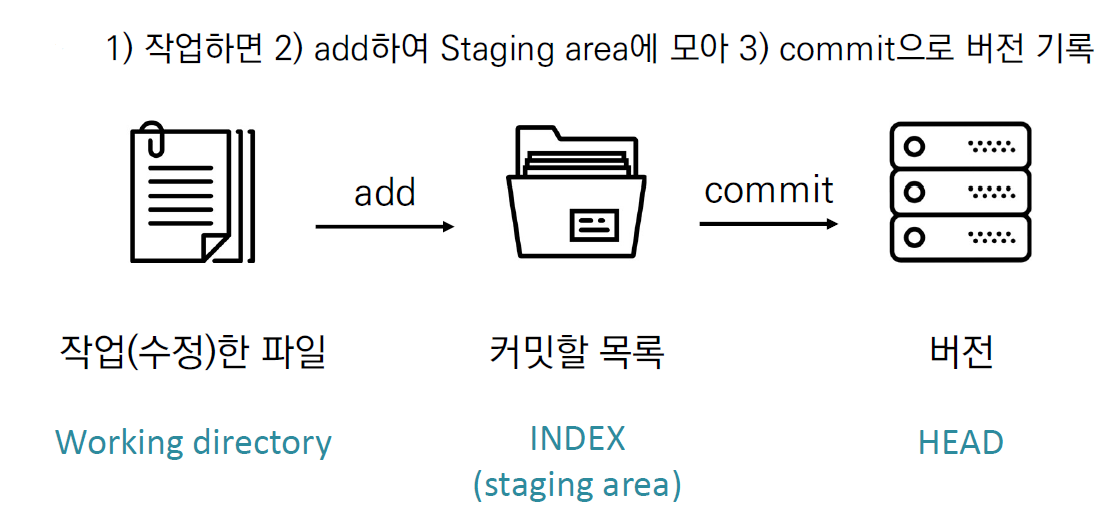 1) 작업하면 2) add하여 Staging area에 모아 3) commit으로 버전 기록
add
commit
작업(수정)한 파일
커밋할 목록
버전
Working directory
INDEX
(staging area)
HEAD